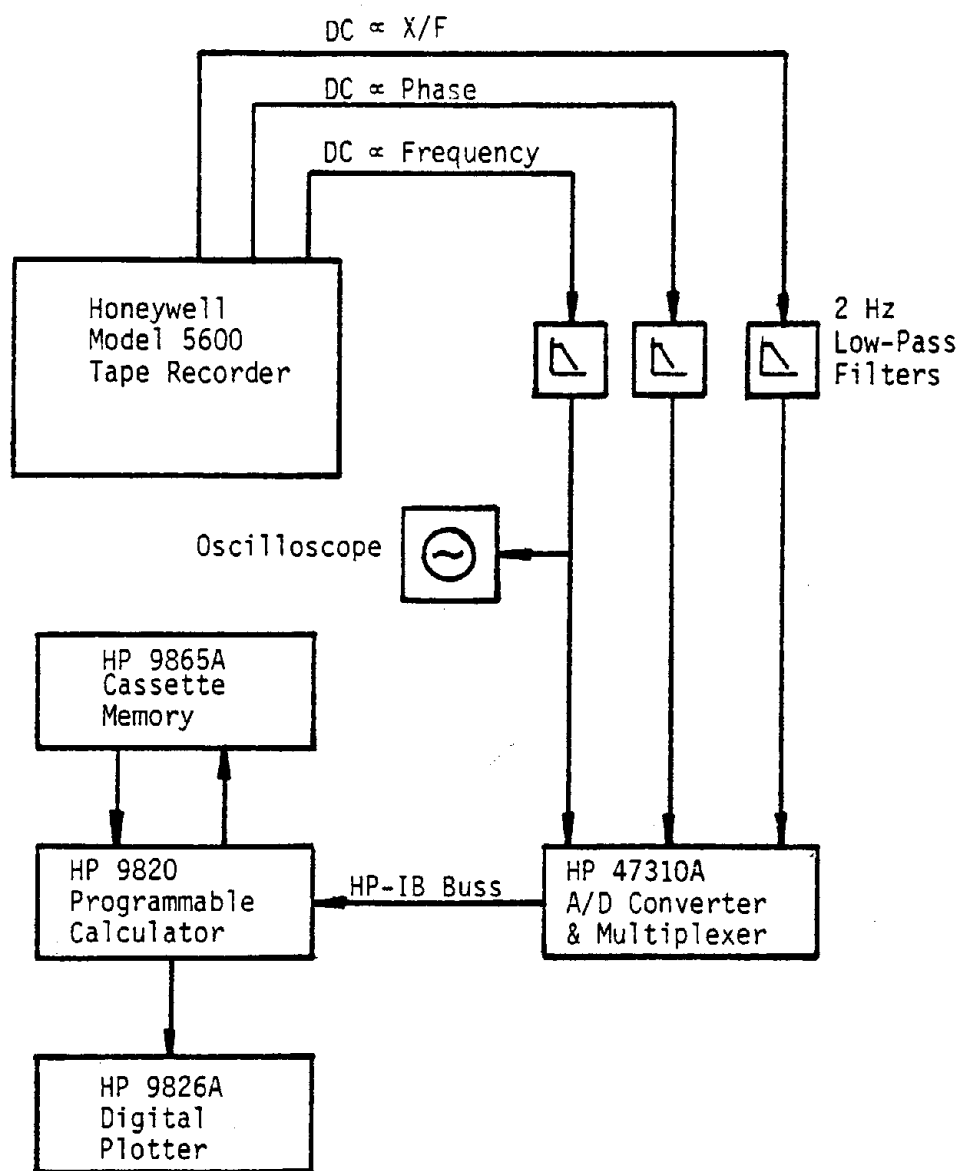 DC ∝ X/F
DC ∝ Phase
DC ∝ Frequency
Honeywell
Model 5600
Tape Recorder
2 Hz
Low-Pass
Filters
Oscilloscope
HP 9865A
Cassette
Memory
HP 9820
Programmable
Calculator
HP-IB Buss
HP 47310A
A/D Converter
& Multiplexer
HP 9826A
Digital
Plotter